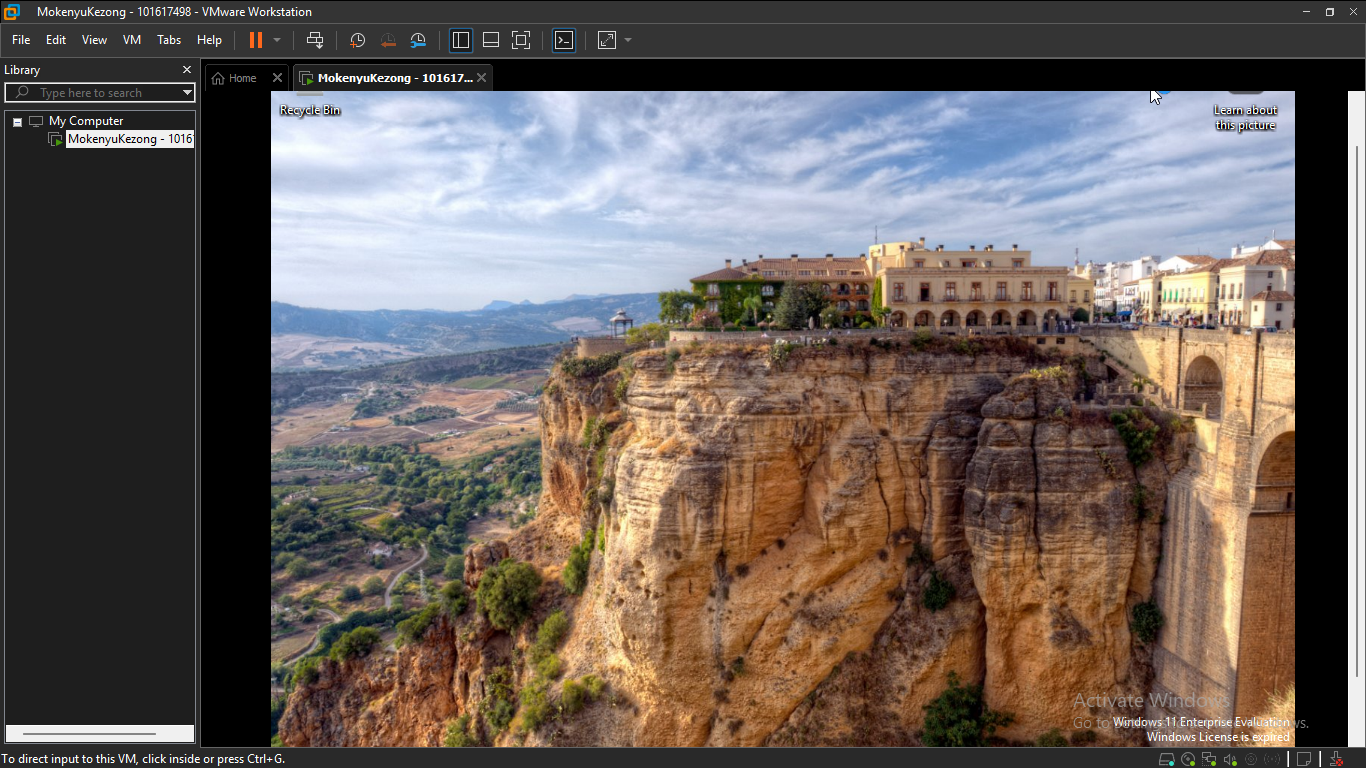 MokenyuKezong - 101617498 - VMware Workstation
File Edit View VM Tabs Help
Library
Home
MokenyuKezong - 101617...
Type here to search
My Computer
MokenyuKezong - 1016
Recycle Bin
Learn about
this picture
Activate Windows
Go to
Windows 11 Enterprise Evaluation
Windows License is expired
To direct input to this VM, click inside or press Ctrl+G.